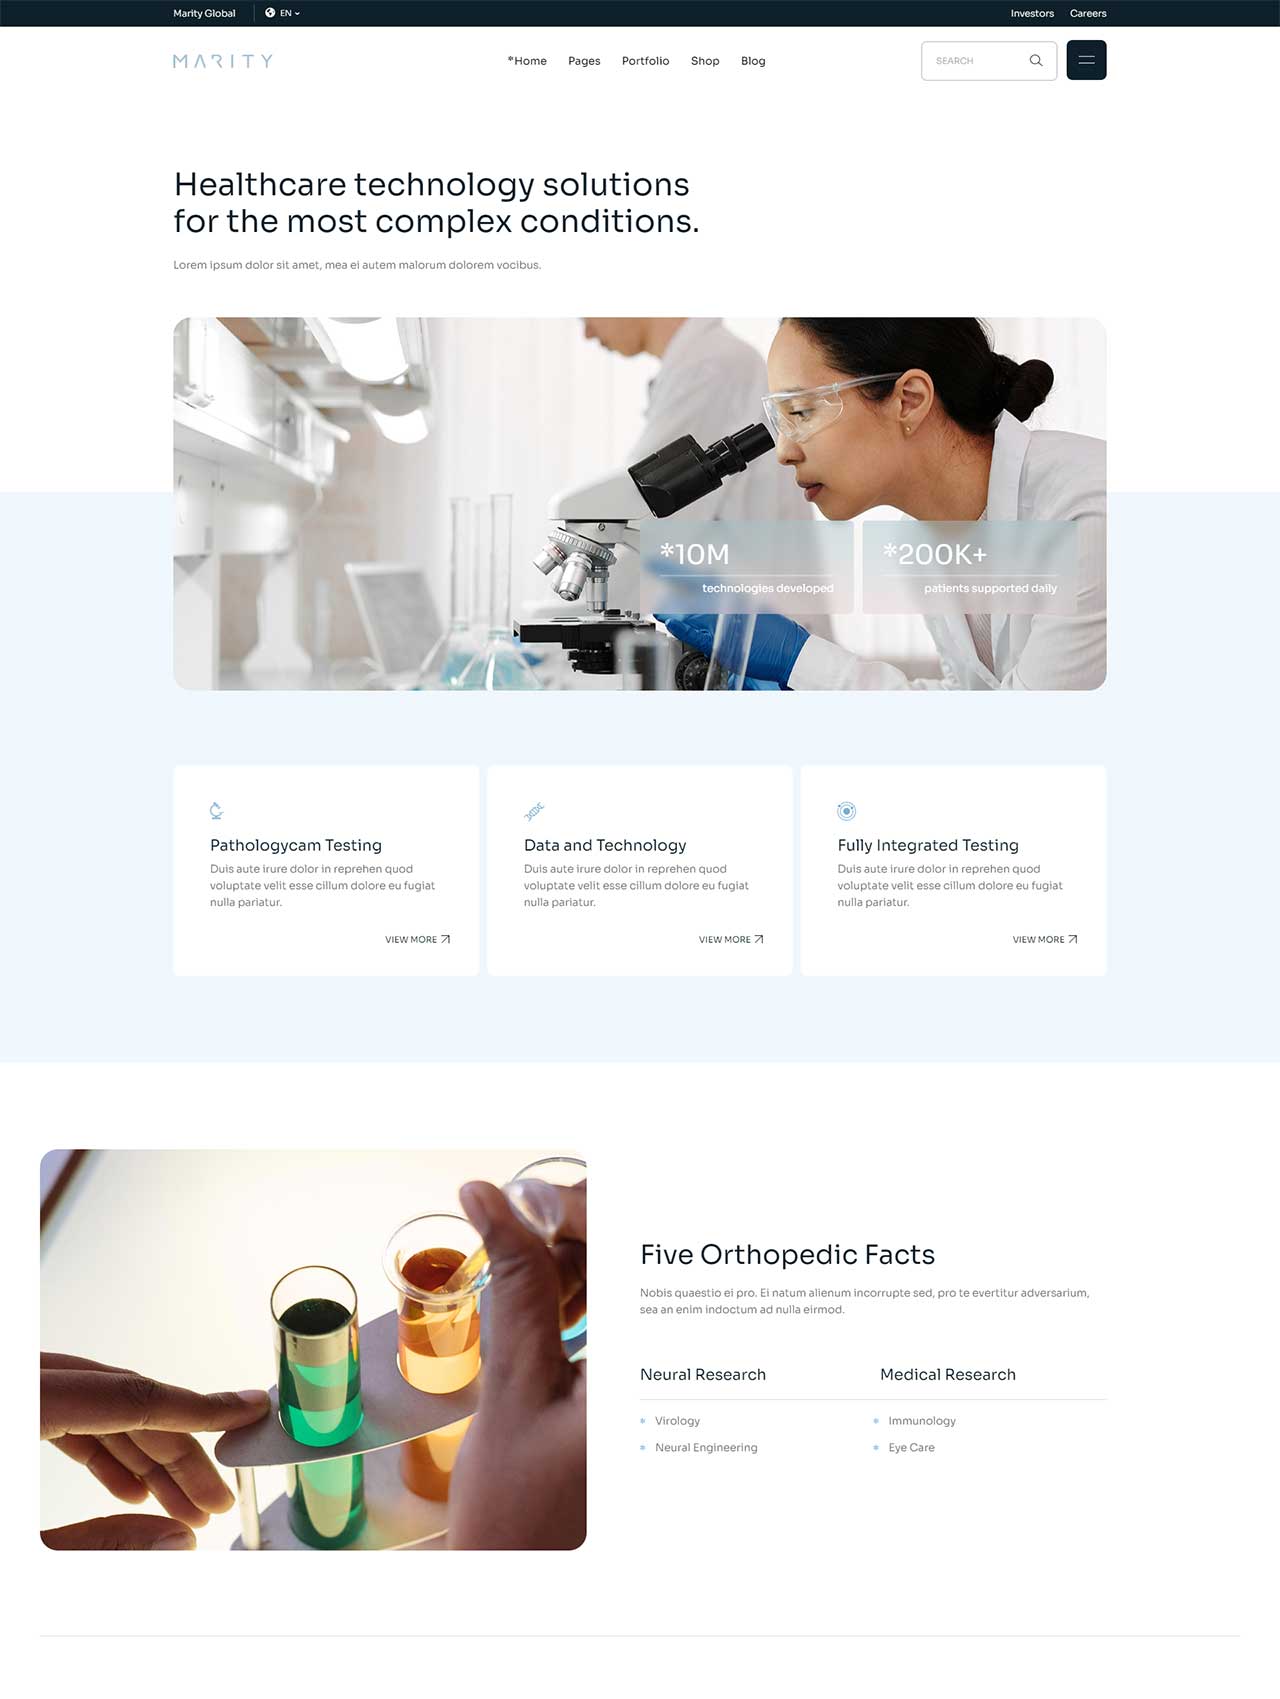 Marity Global
EN
Investors
Careers
MARITY
*Home
Pages
Portfolio
Shop
Blog
SEARCH
Healthcare technology solutions
for the most complex conditions.
Lorem ipsum dolor sit amet, mea ei autem malorum dolorem vocibus.
*10M
technologies developed
*200K+
patients supported daily
Pathologycam Testing
Duis aute irure dolor in reprehen quod
voluptate velit esse cillum dolore eu fugiat
nulla pariatur.
VIEW MORE
Data and Technology
Duis aute irure dolor in reprehen quod
voluptate velit esse cillum dolore eu fugiat
nulla pariatur.
VIEW MORE
Fully Integrated Testing
Duis aute irure dolor in reprehen quod
voluptate velit esse cillum dolore eu fugiat
nulla pariatur.
VIEW MORE
Five Orthopedic Facts
Nobis quaestio ei pro. Ei natum alienum incorrupte sed, pro te evertitur adversarium,
sea an enim indoctum ad nulla eirmod.
Neural Research
* Virology
* Neural Engineering
Medical Research
* Immunology
* Eye Care